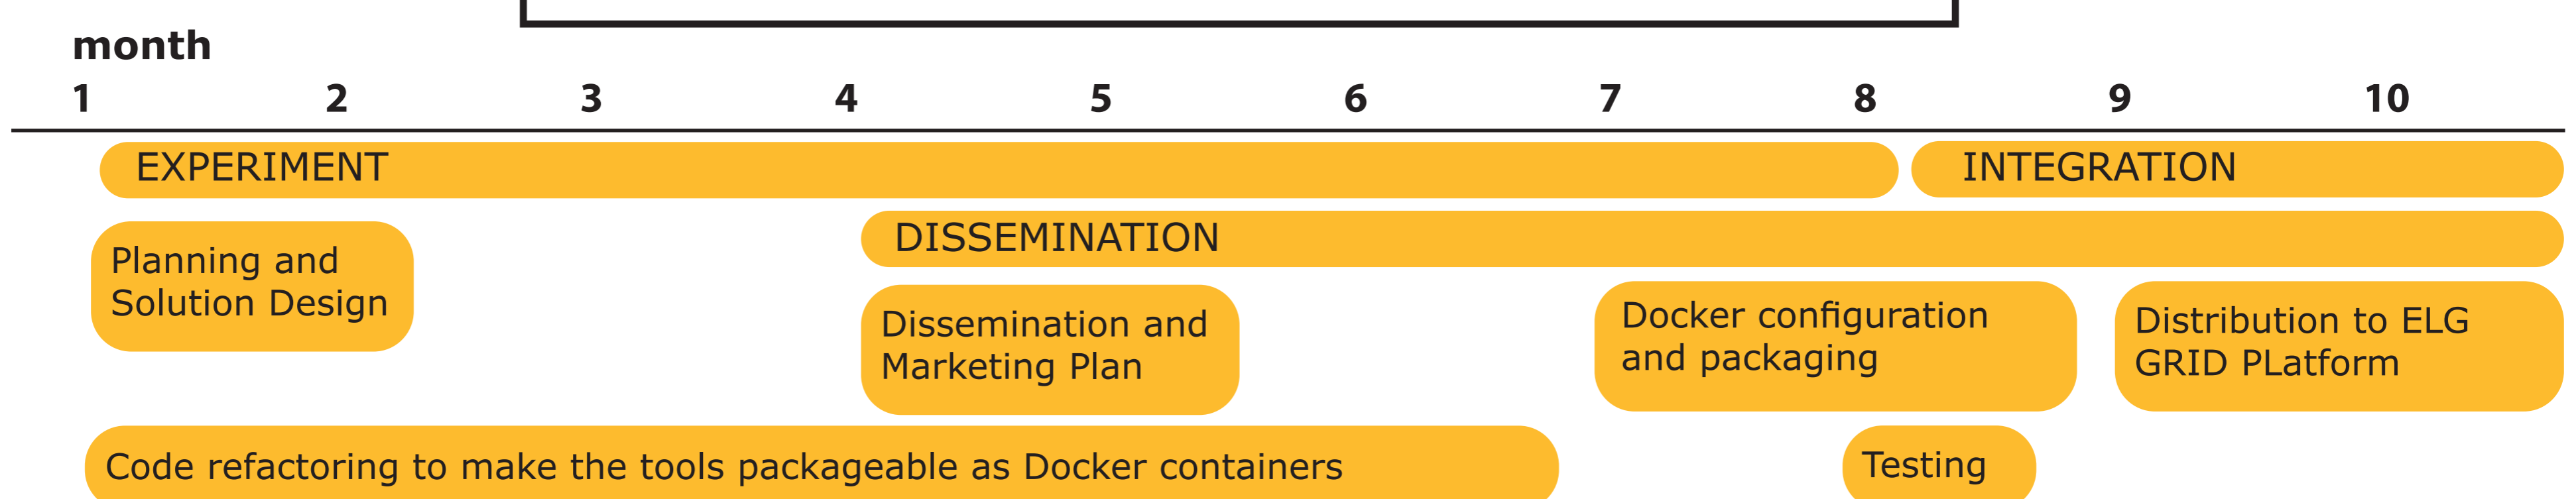 month
1 2 3 4 5 6 7 8 9 10
EXPERIMENT
INTEGRATION
DISSEMINATION
Planning and
Solution Design
Dissemination and
Marketing Plan
Docker configuration
and packaging
Distribution to ELG
GRID PLatform
Code refactoring to make the tools packageable as Docker containers
Testing